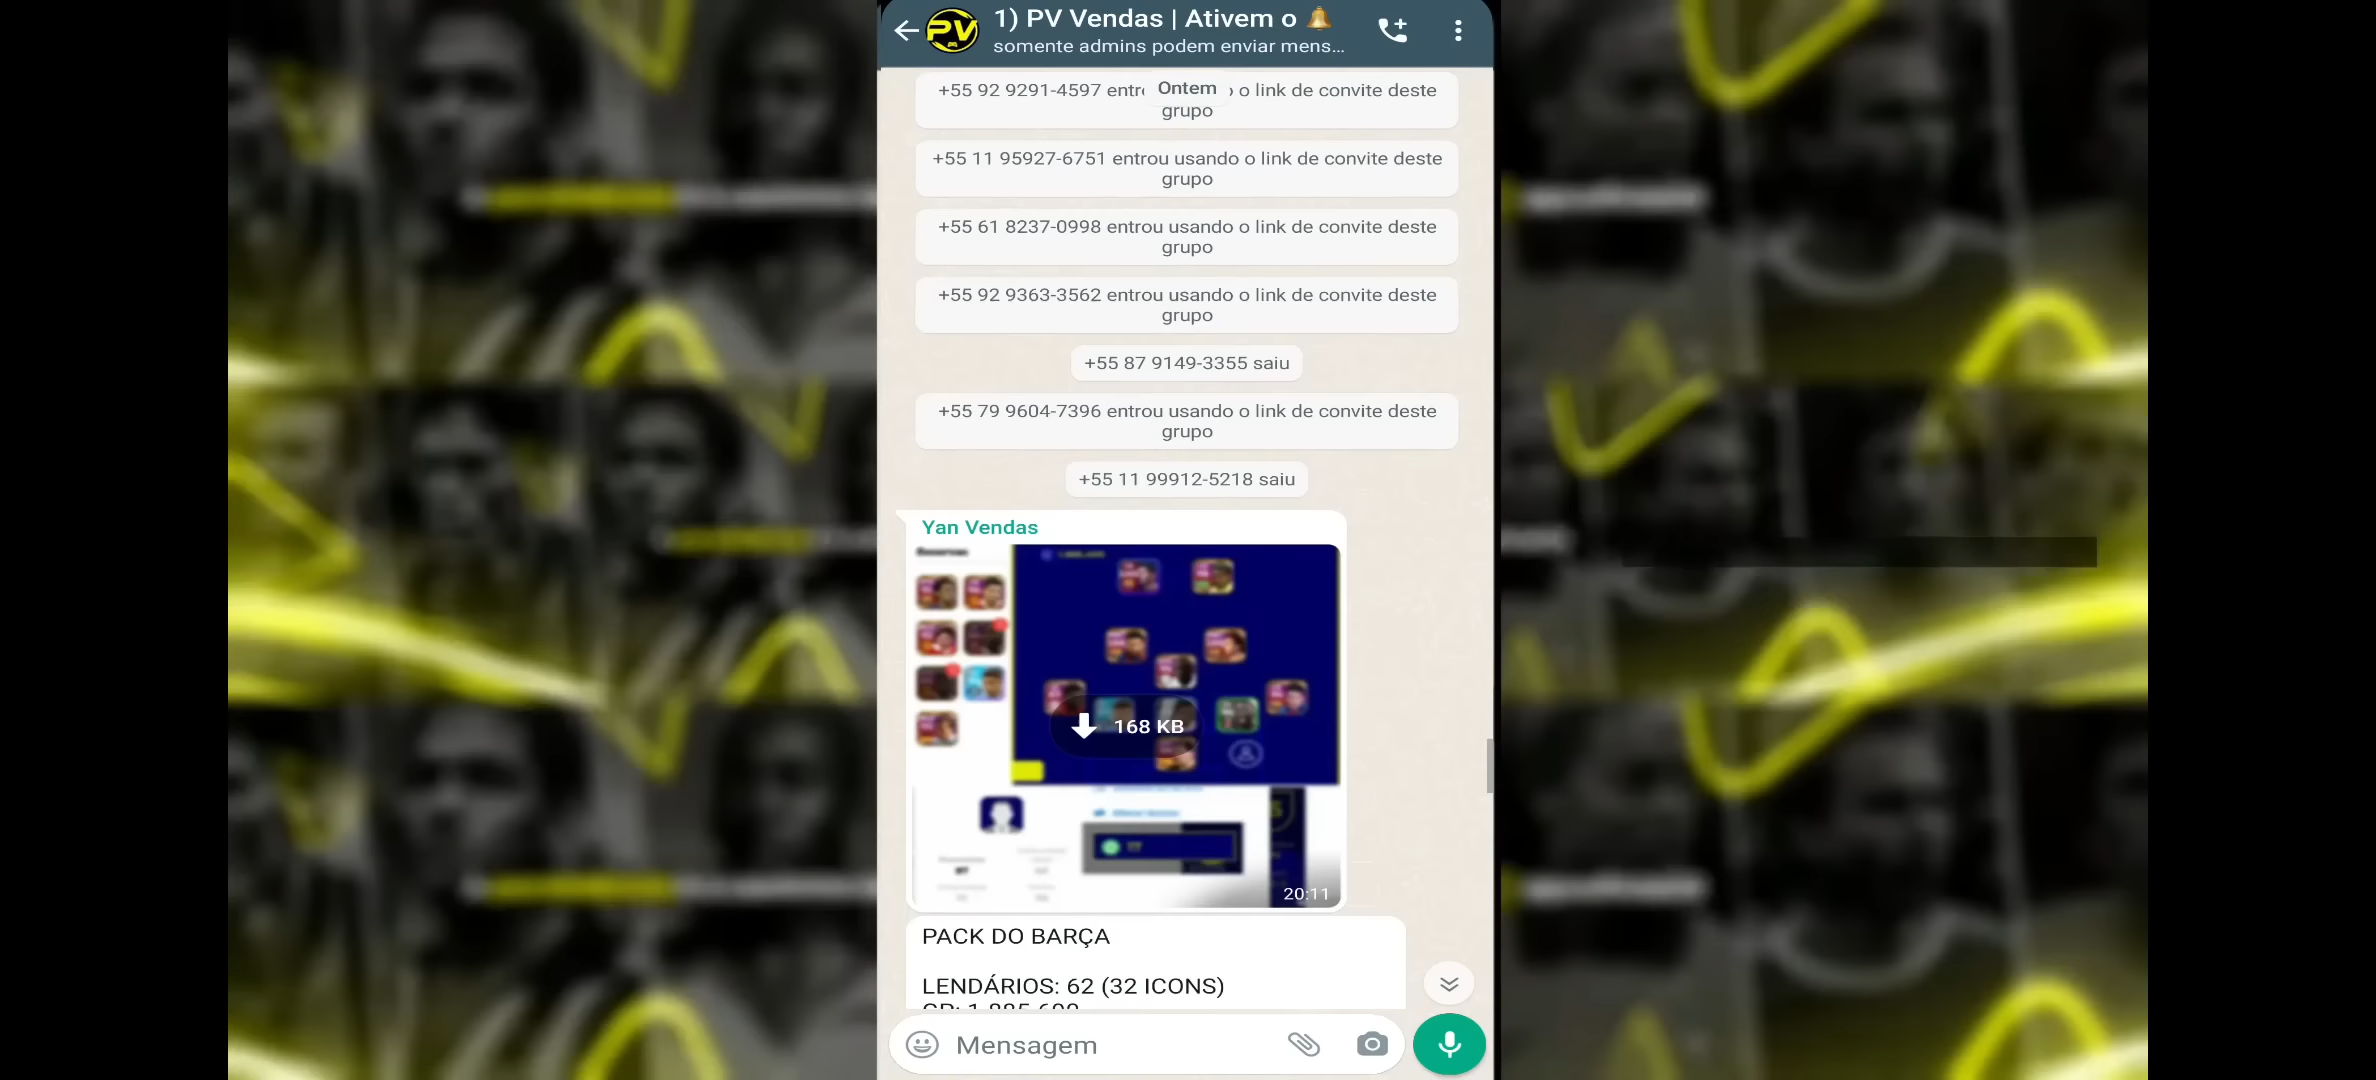 PV
1) PV Vendas | Ativem o 🔔
somente admins podem enviar mens...
Ontem
+55 92 9291-4597 o link de convite deste
grupo
+55 11 95927-6751 entrou usando o link de convite deste
grupo
+55 61 8237-0998 entrou usando o link de convite deste
grupo
+55 92 9363-3562 entrou usando o link de convite deste
grupo
+55 87 9149-3355 saiu
+55 79 9604-7396 entrou usando o link de convite deste
grupo
+55 11 99912-5218 saiu
Yan Vendas
168 KB
20:11
PACK DO BARÇA
LENDÁRIOS: 62 (32 ICONS)
Mensagem